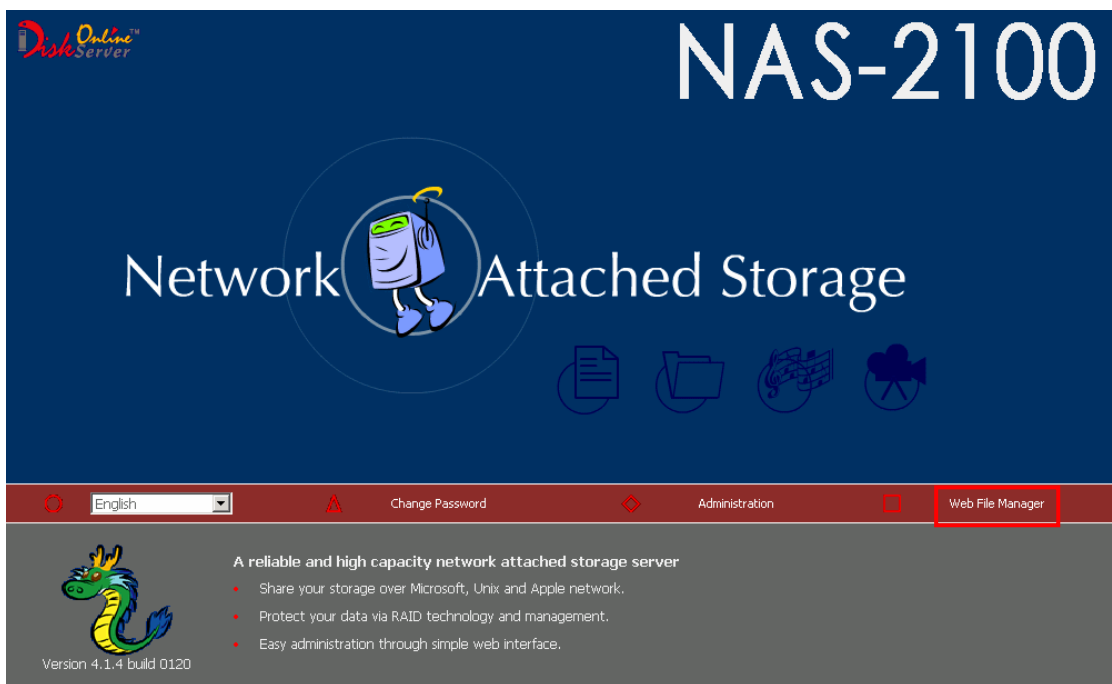 Disk Online Server™
NAS-2100
Network Attached Storage
English
Change Password
Administration
Web File Manager
A reliable and high capacity network attached storage server
• Share your storage over Microsoft, Unix and Apple network.
• Protect your data via RAID technology and management.
• Easy administration through simple web interface.
Version 4.1.4 build 0120